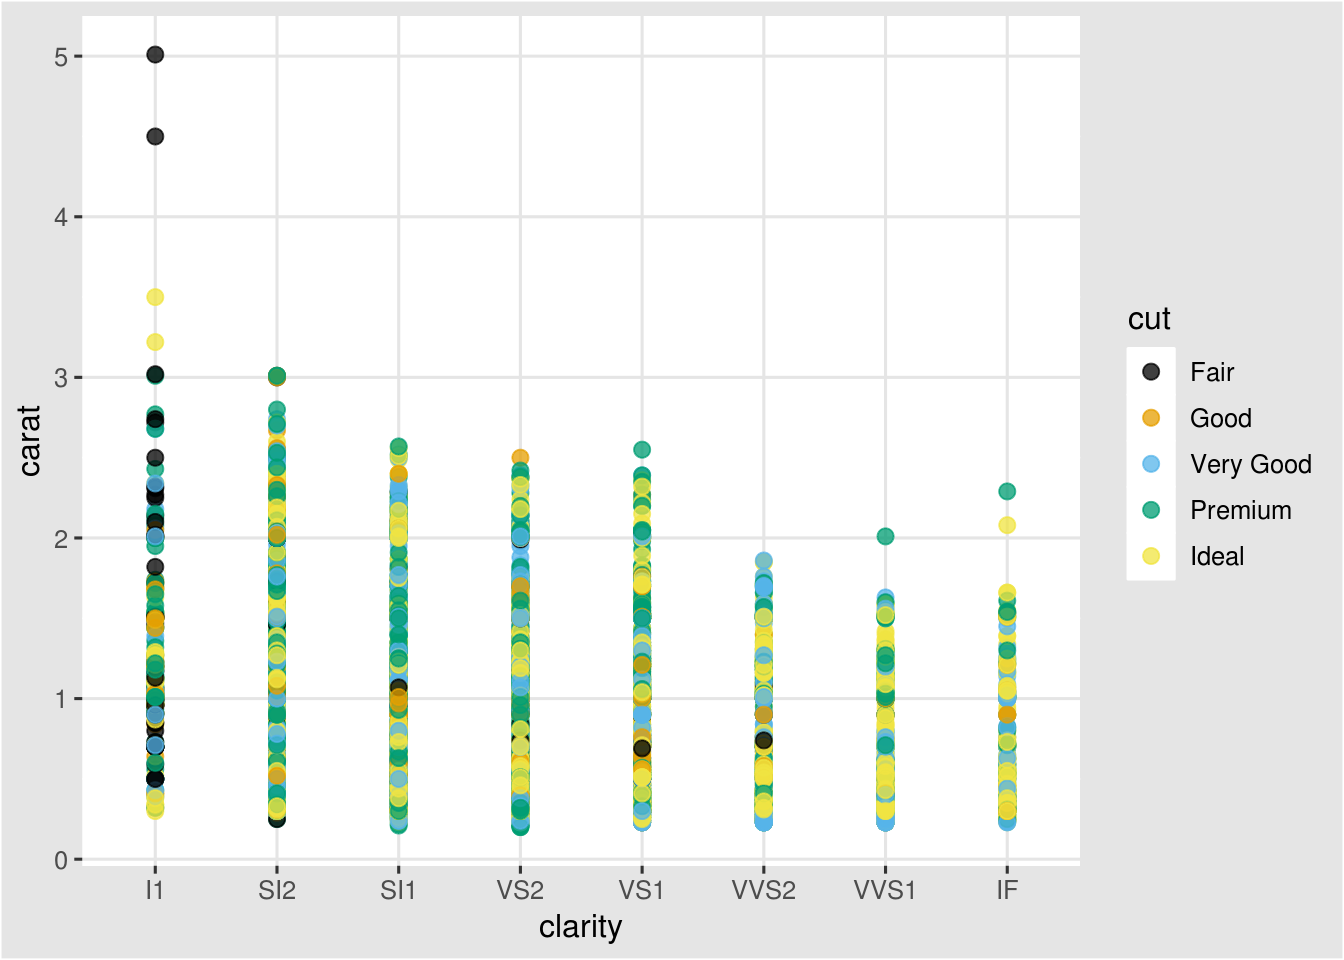 5
4
3
2
1
0
carat
I1 SI2 SI1 VS2 VS1 VVS2 VVS1 IF
clarity
cut
Fair
Good
Very Good
Premium
Ideal